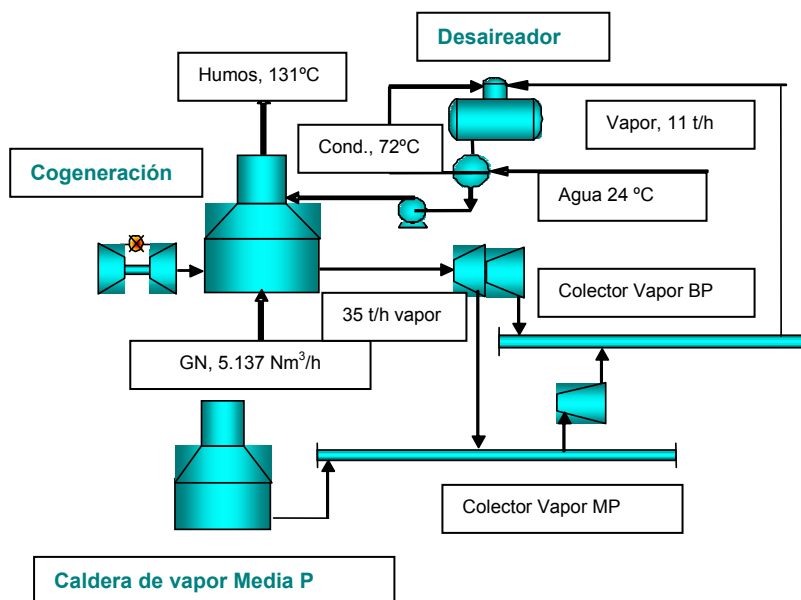 Desaireador
Humos, 131ºC
Vapor, 11 t/h
Cond., 72ºC
Cogeneración
Agua 24 ºC
Colector Vapor BP
35 t/h vapor
GN, 5.137 Nm³/h
Colector Vapor MP
Caldera de vapor Media P